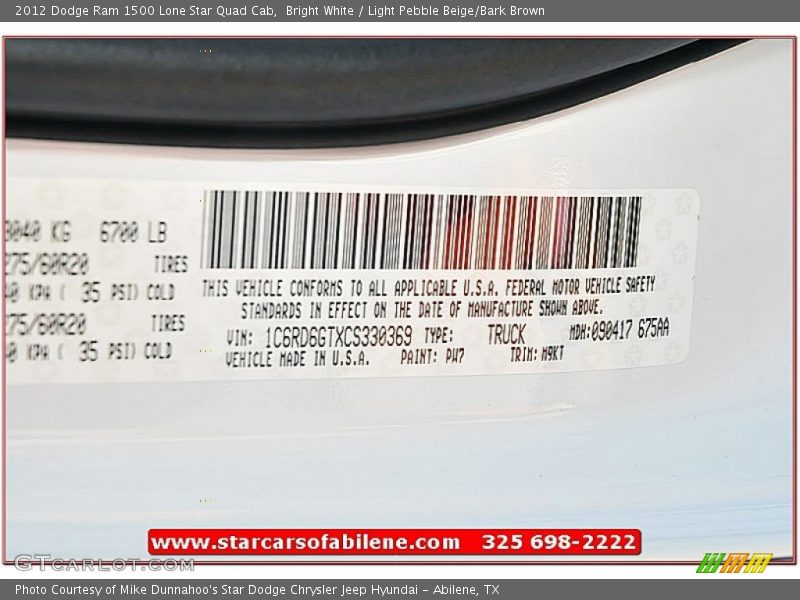 2012 Dodge Ram 1500 Lone Star Quad Cab, Bright White / Light Pebble Beige/Bark Brown
3040 KG 6700 LB
275/60R20 TIRES
KPA ( 35 PSI) COLD
275/60R20 TIRES
KPA ( 35 PSI) COLD
THIS VEHICLE CONFORMS TO ALL APPLICABLE U.S.A. FEDERAL MOTOR VEHICLE SAFETY
STANDARDS IN EFFECT ON THE DATE OF MANUFACTURE SHOWN ABOVE.
VIN: 1C6RD6GTXCS330369 TYPE: TRUCK MDH:090417 675AA
VEHICLE MADE IN U.S.A. PAINT: PW7 TRIM: M9KT
www.starcarsofabilene.com 325 698-2222
GTcarlot.com
Photo Courtesy of Mike Dunnahoo's Star Dodge Chrysler Jeep Hyundai - Abilene, TX